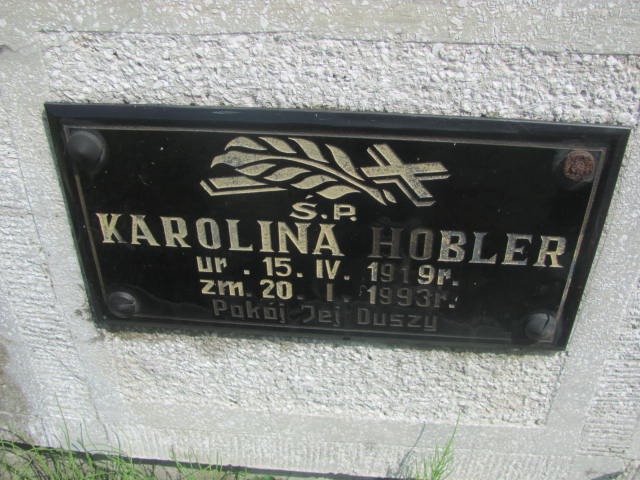 Ś.P.
KAROLINA HOBLER
ur. 15. IV. 1919r.
zm. 20. I. 1993r.
Pokój Jej Duszy